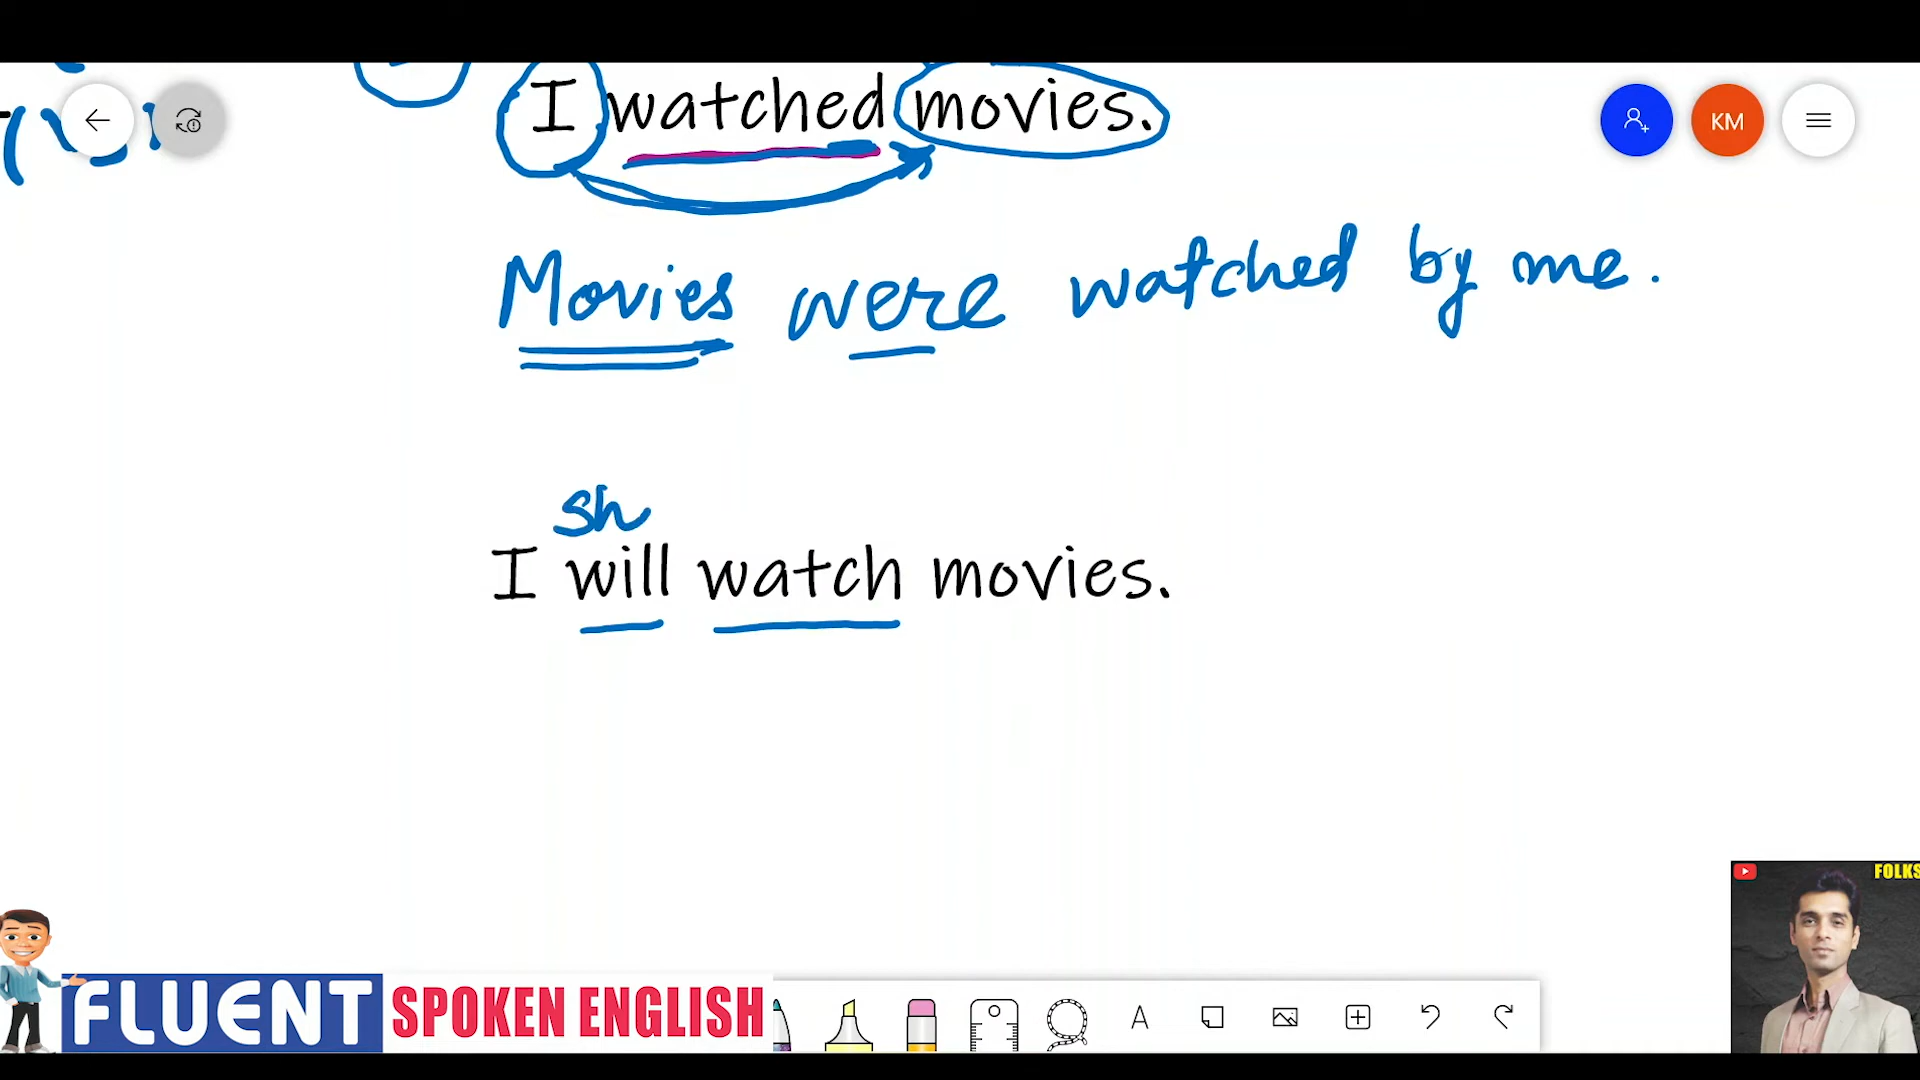 I watched movies.
KM
Movies were watched by me.
sh
I will watch movies.
FOLKS
FLUENT SPOKEN ENGLISH
A